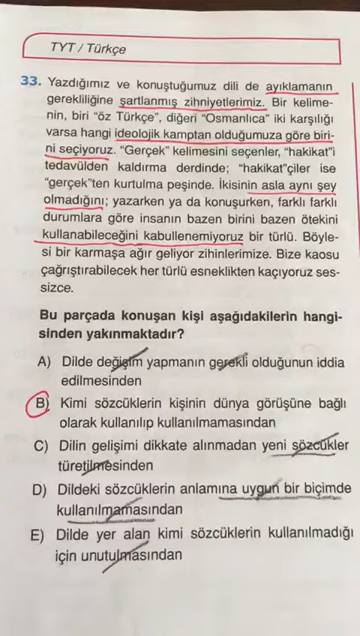 TYT / Türkçe
33. Yazdığımız ve konuştuğumuz dili de ayıklamanın
gerekliliğine şartlanmış zihniyetlerimiz. Bir kelime-
nin, biri "öz Türkçe", diğeri "Osmanlıca" iki karşılığı
varsa hangi ideolojik kamptan olduğumuza göre biri-
ni seçiyoruz. "Gerçek" kelimesini seçenler, "hakikat"i
tedavülden kaldırma derdinde; "hakikat"çiler ise
"gerçek"ten kurtulma peşinde. İkisinin asla aynı şey
olmadığını; yazarken ya da konuşurken, farklı farklı
durumlara göre insanın bazen birini bazen ötekini
kullanabileceğini kabullenemiyoruz bir türlü. Böyle-
si bir karmaşa ağır geliyor zihinlerimize. Bize kaosu
çağrıştırabilecek her türlü esneklikten kaçıyoruz ses-
sizce.
Bu parçada konuşan kişi aşağıdakilerin hangi-
sinden yakınmaktadır?
A) Dilde değişim yapmanın gerekli olduğunun iddia
edilmesinden
B) Kimi sözcüklerin kişinin dünya görüşüne bağlı
olarak kullanılıp kullanılmamasından
C) Dilin gelişimi dikkate alınmadan yeni sözcükler
türetilmesinden
D) Dildeki sözcüklerin anlamına uygun bir biçimde
kullanılmamasından
E) Dilde yer alan kimi sözcüklerin kullanılmadığı
için unutulmasından